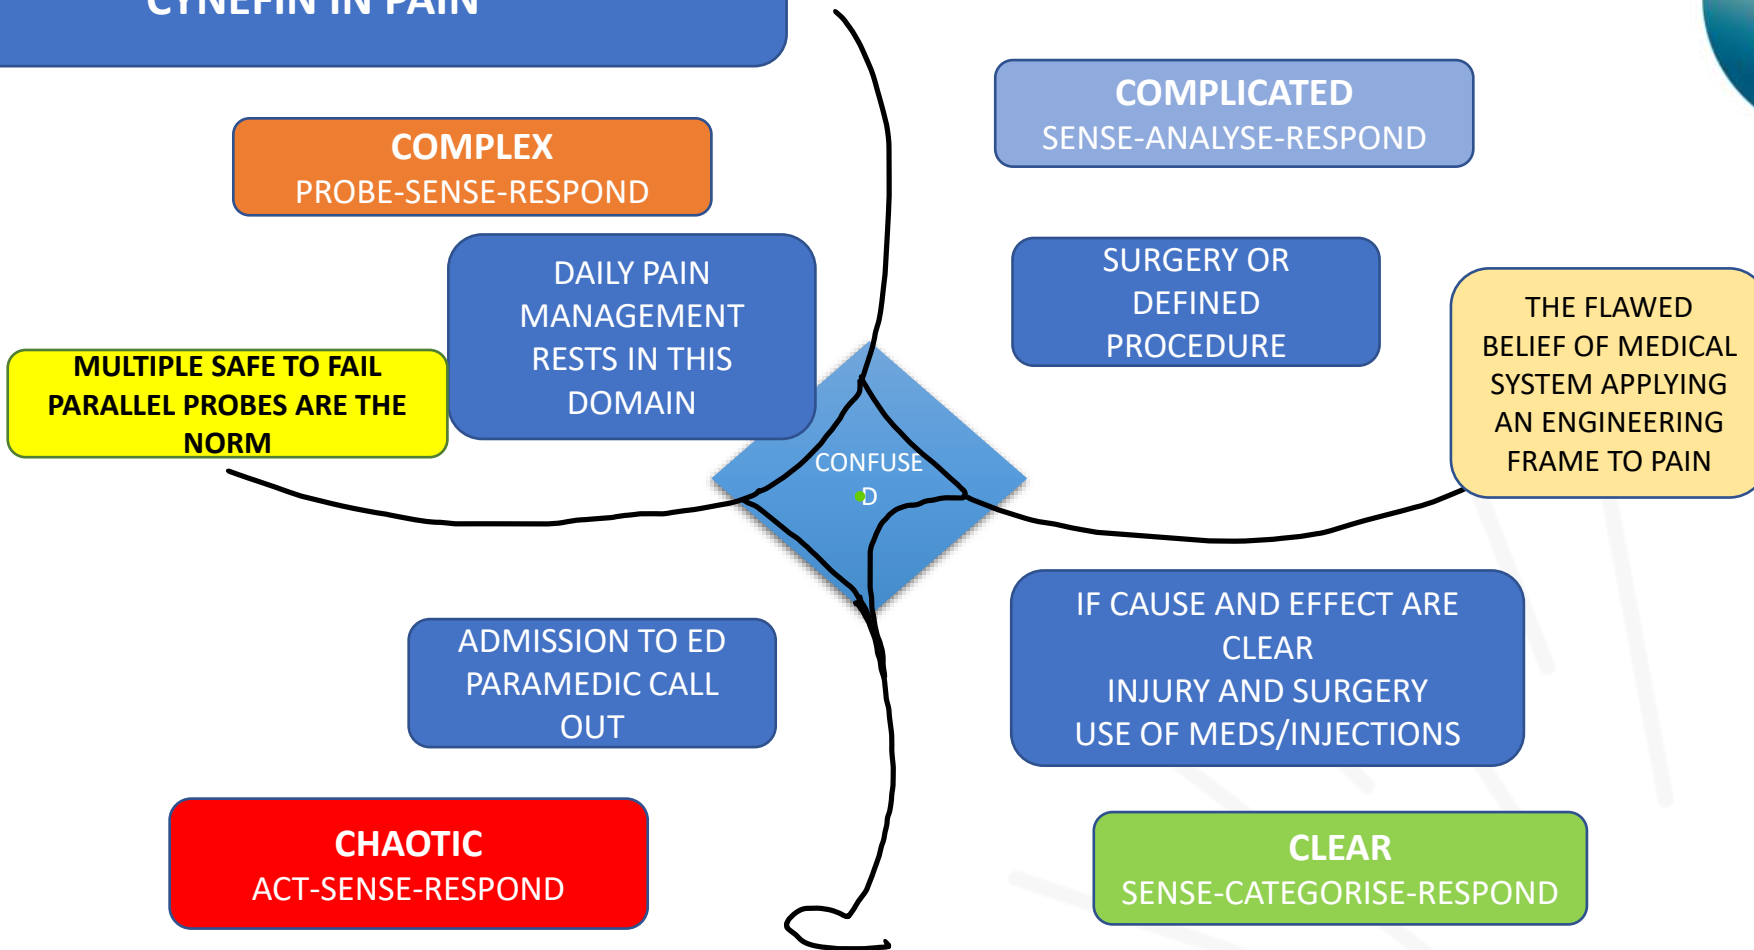 CYNEFIN IN PAIN
COMPLEX
PROBE-SENSE-RESPOND
DAILY PAIN
MANAGEMENT
RESTS IN THIS
DOMAIN
MULTIPLE SAFE TO FAIL
PARALLEL PROBES ARE THE
NORM
COMPLICATED
SENSE-ANALYSE-RESPOND
SURGERY OR
DEFINED
PROCEDURE
THE FLAWED
BELIEF OF MEDICAL
SYSTEM APPLYING
AN ENGINEERING
FRAME TO PAIN
CONFUSE
D
ADMISSION TO ED
PARAMEDIC CALL
OUT
CHAOTIC
ACT-SENSE-RESPOND
IF CAUSE AND EFFECT ARE
CLEAR
INJURY AND SURGERY
USE OF MEDS/INJECTIONS
CLEAR
SENSE-CATEGORISE-RESPOND